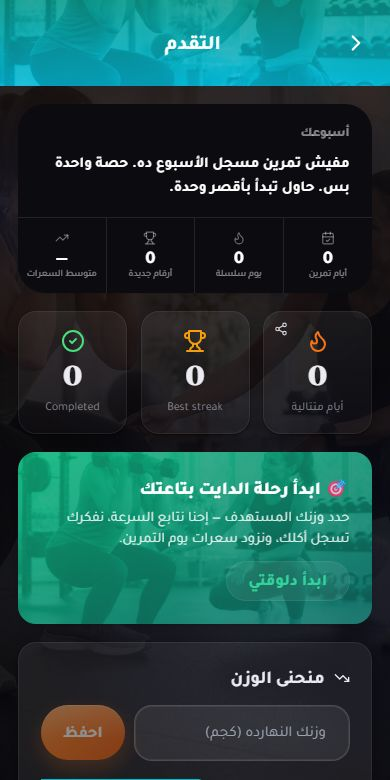 التقدم
أسبوعك
مفيش تمرين مسجل الأسبوع ده. حصة واحدة
بس. حاول تبدأ بأقصر وحدة.
0
أيام تمرين
0
يوم سلسلة
0
أرقام جديدة
—
متوسط السعرات
0
أيام متتالية
0
Best streak
0
Completed
🎯 ابدأ رحلة الدايت بتاعتك
حدد وزنك المستهدف — إحنا نتابع السرعة، نفكرك
تسجل أكلك، ونزود سعرات يوم التمرين.
ابدأ دلوقتي
منحنى الوزن
وزنك النهارده (كجم)
احفظ